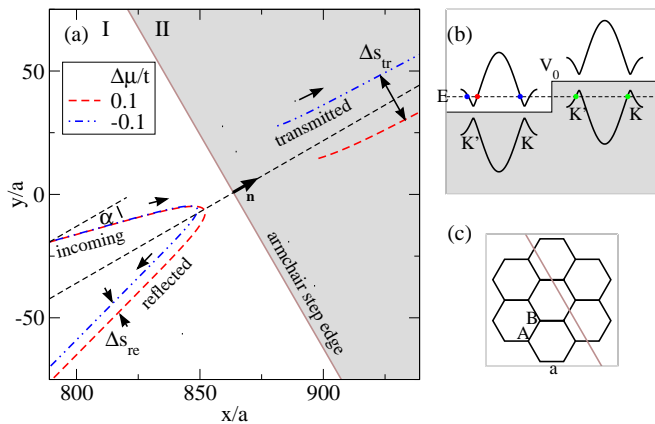 (a)
I
II
Δμ/t
0.1
-0.1
Δs_tr
transmitted
n
α
incoming
reflected
Δs_re
armchair step edge
50
0
-50
y/a
800
850
900
x/a
(b)
V_0
E
K'
K
K'
K
(c)
B
A
a